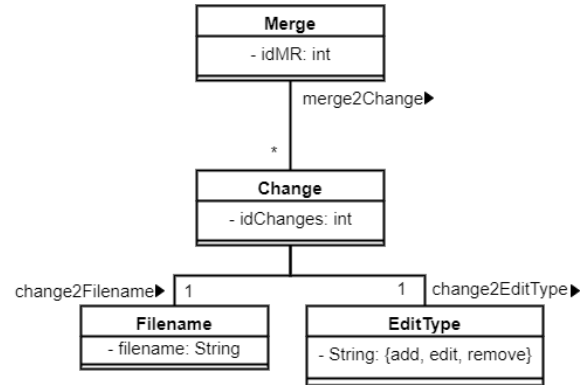 Merge
- idMR: int
merge2Change▶
*
Change
- idChanges: int
change2Filename▶ 1
1 change2EditType▶
Filename
- filename: String
EditType
- String: {add, edit, remove}